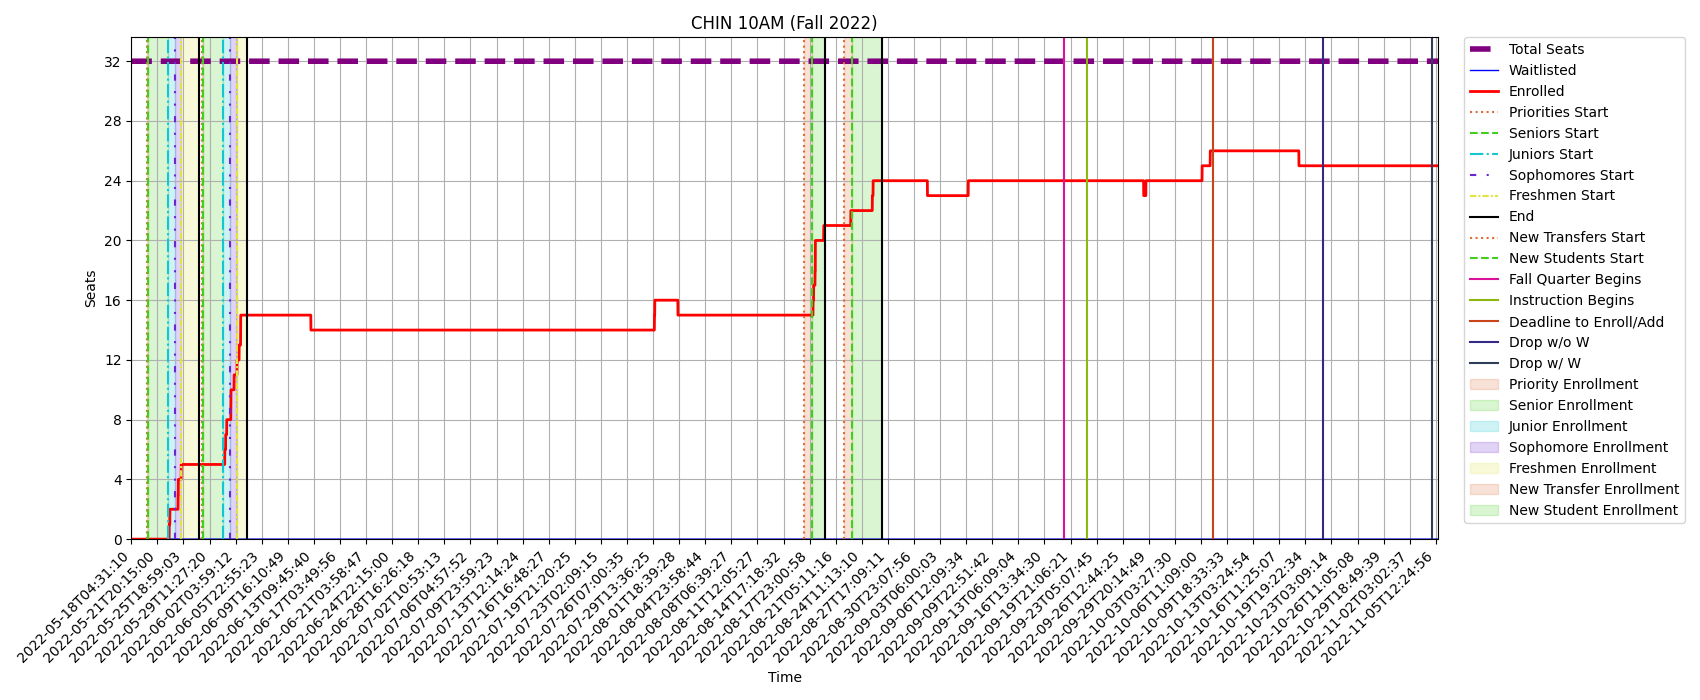 CHIN 10AM (Fall 2022)
Seats
32
28
24
20
16
12
8
4
0
2022-05-18T04:31:10
2022-05-21T20:15:00
2022-05-25T18:59:03
2022-05-29T11:27:20
2022-06-02T03:59:12
2022-06-05T22:55:23
2022-06-09T16:10:49
2022-06-13T09:45:40
2022-06-17T03:49:56
2022-06-21T03:58:47
2022-06-24T22:15:00
2022-06-28T16:26:18
2022-07-02T10:53:13
2022-07-06T04:57:52
2022-07-09T23:59:23
2022-07-13T12:14:24
2022-07-16T16:48:27
2022-07-19T21:20:25
2022-07-23T02:09:15
2022-07-26T07:00:35
2022-07-29T13:36:25
2022-08-01T18:39:28
2022-08-04T23:58:44
2022-08-08T06:39:27
2022-08-11T12:05:27
2022-08-14T17:18:32
2022-08-17T23:00:58
2022-08-21T05:11:16
2022-08-24T11:13:10
2022-08-27T17:09:11
2022-08-30T23:07:56
2022-09-03T06:00:03
2022-09-06T12:09:34
2022-09-09T22:51:42
2022-09-13T06:09:04
2022-09-16T13:34:30
2022-09-19T21:06:21
2022-09-23T05:07:45
2022-09-26T12:44:25
2022-09-29T20:14:49
2022-10-03T03:27:30
2022-10-06T11:09:00
2022-10-09T18:33:33
2022-10-13T03:24:54
2022-10-16T11:25:07
2022-10-19T19:22:34
2022-10-23T03:09:14
2022-10-26T11:05:08
2022-10-29T18:49:39
2022-11-02T03:02:37
2022-11-05T12:24:56
Time
Total Seats
Waitlisted
Enrolled
Priorities Start
Seniors Start
Juniors Start
Sophomores Start
Freshmen Start
End
New Transfers Start
New Students Start
Fall Quarter Begins
Instruction Begins
Deadline to Enroll/Add
Drop w/o W
Drop w/ W
Priority Enrollment
Senior Enrollment
Junior Enrollment
Sophomore Enrollment
Freshmen Enrollment
New Transfer Enrollment
New Student Enrollment